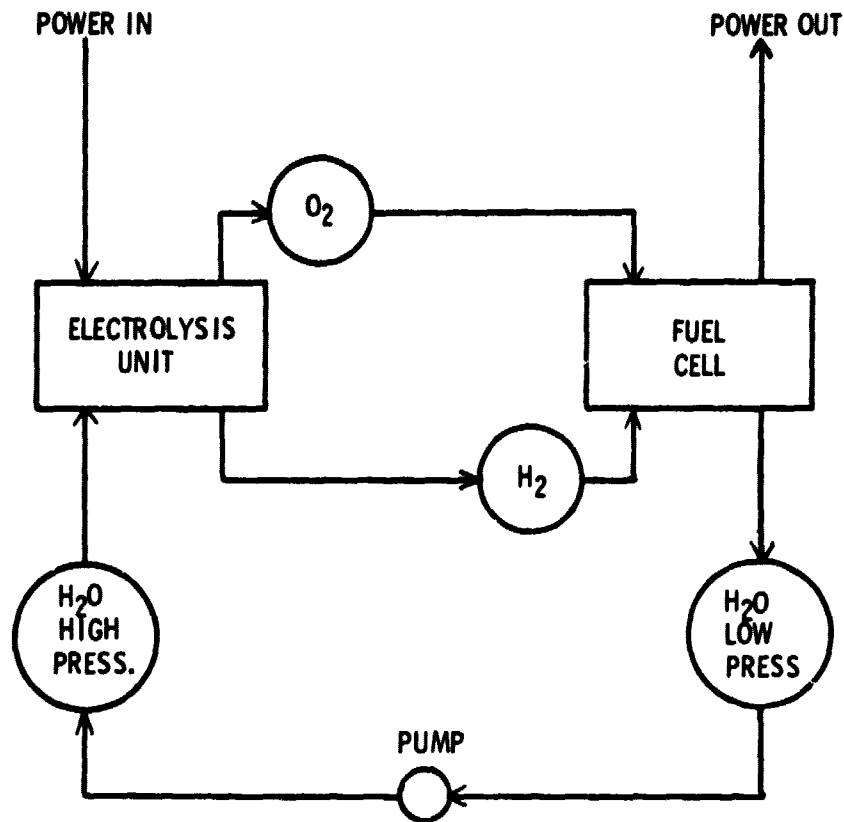 POWER IN
POWER OUT
O₂
ELECTROLYSIS
UNIT
FUEL
CELL
H₂
H₂O
HIGH
PRESS.
H₂O
LOW
PRESS
PUMP